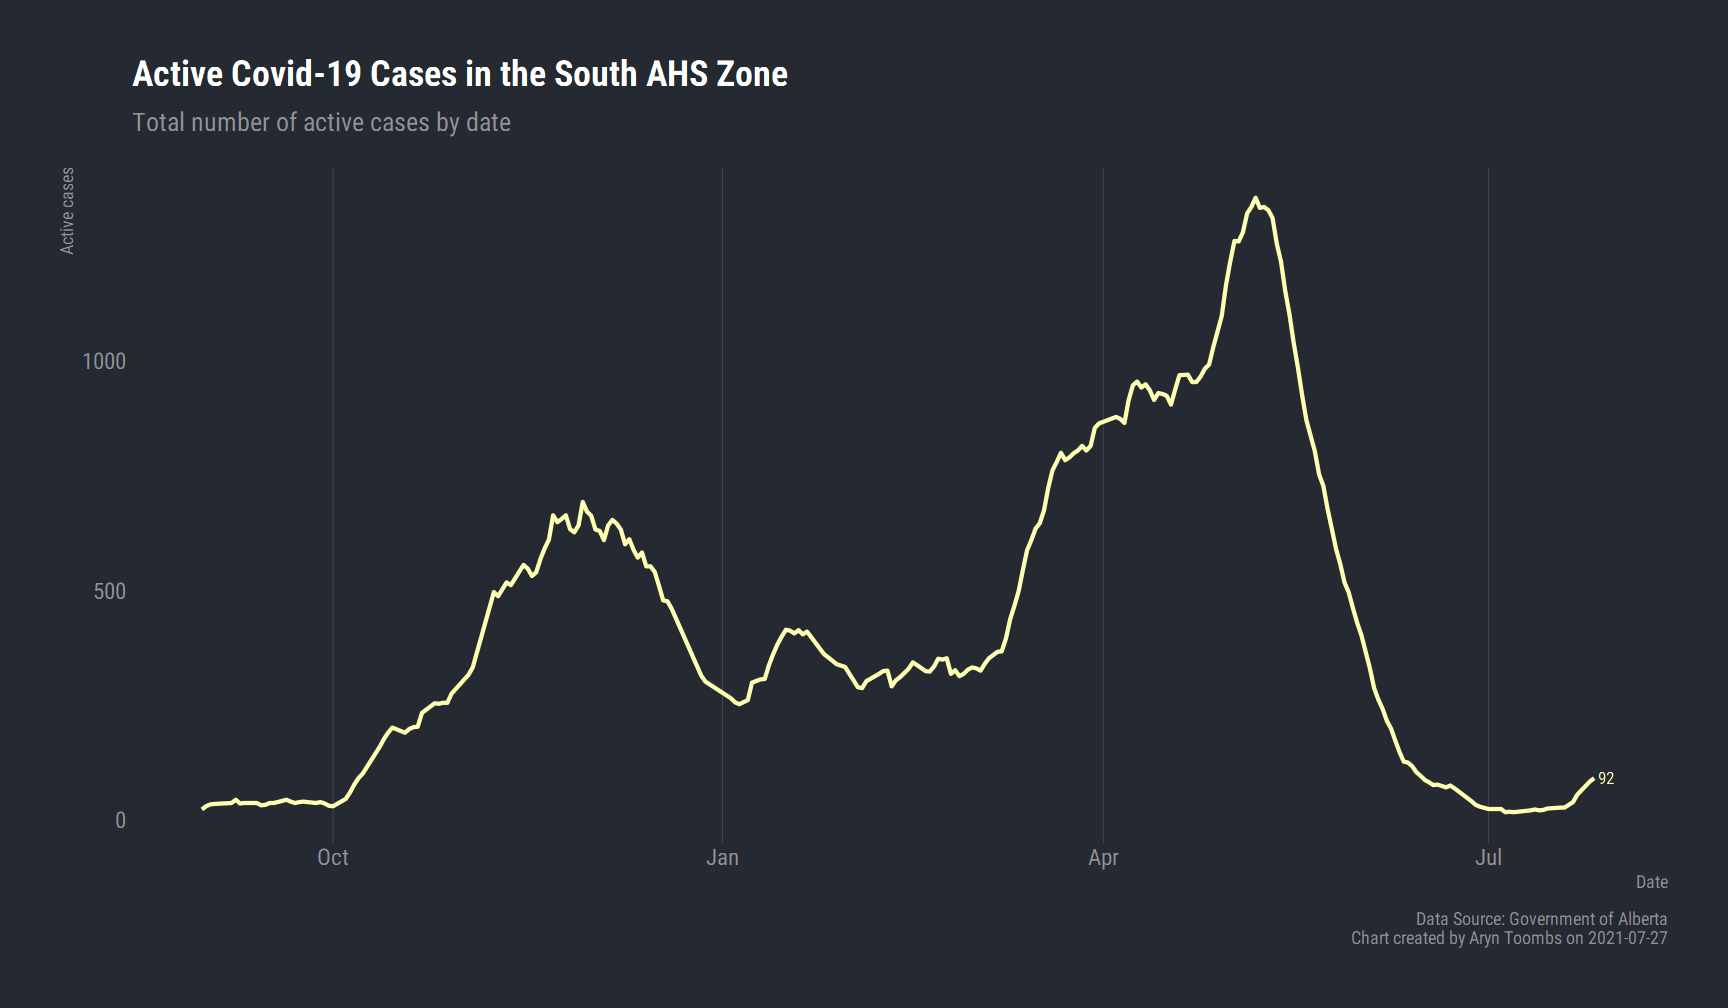 Active Covid-19 Cases in the South AHS Zone
Total number of active cases by date
Active cases
1000
500
0
92
Oct
Jan
Apr
Jul
Date
Data Source: Government of Alberta
Chart created by Aryn Toombs on 2021-07-27